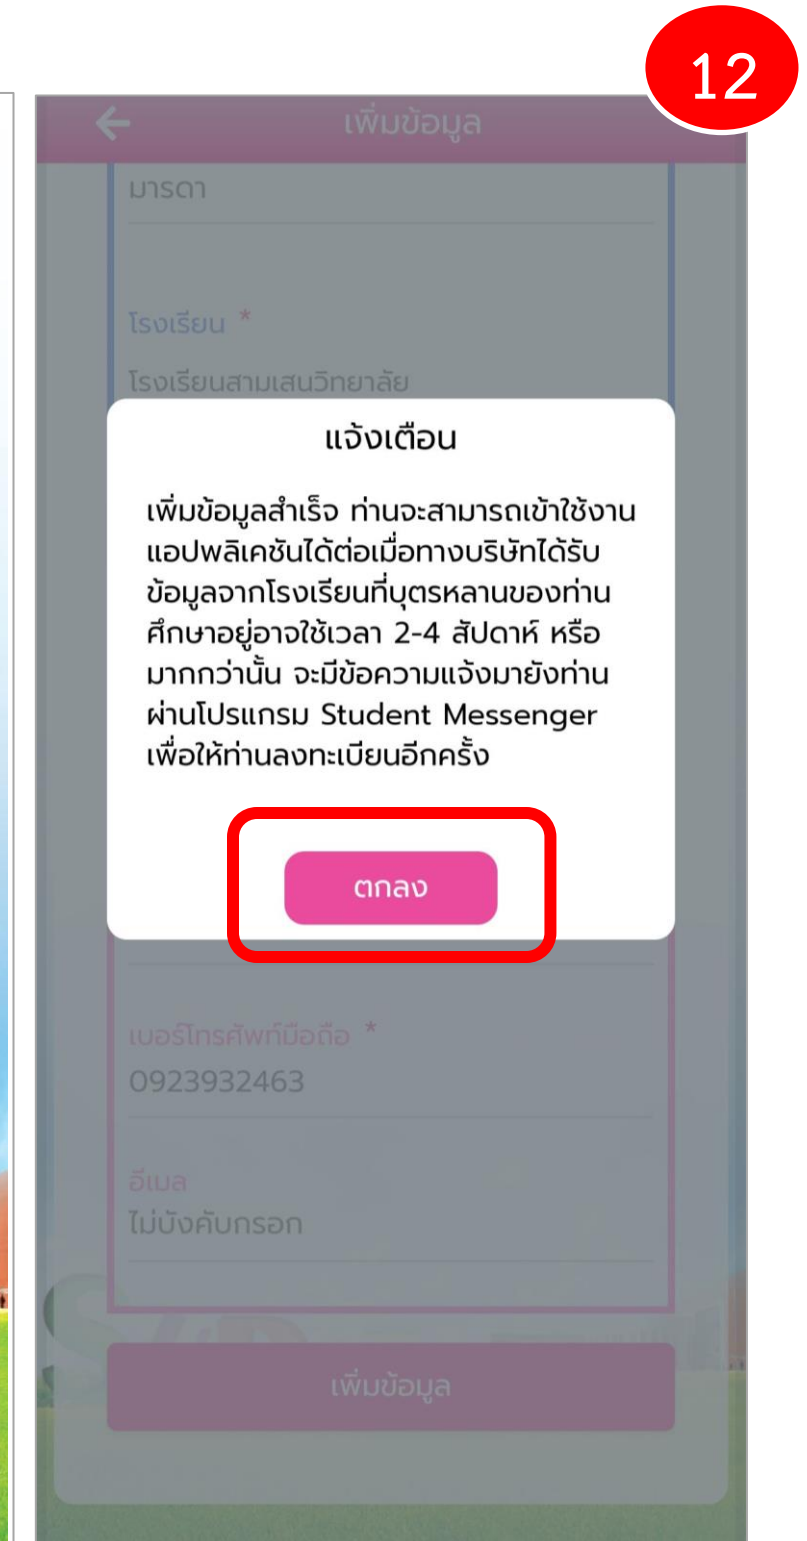 12
เพิ่มข้อมูล
มารดา
โรงเรียน *
โรงเรียนสามเสนวิทยาลัย
แจ้งเตือน
เพิ่มข้อมูลสำเร็จ ท่านจะสามารถเข้าใช้งาน
แอปพลิเคชันได้ต่อเมื่อทางบริษัทได้รับ
ข้อมูลจากโรงเรียนที่บุตรหลานของท่าน
ศึกษาอยู่อาจใช้เวลา 2-4 สัปดาห์ หรือ
มากกว่านั้น จะมีข้อความแจ้งมายังท่าน
ผ่านโปรแกรม Student Messenger
เพื่อให้ท่านลงทะเบียนอีกครั้ง
ตกลง
เบอร์โทรศัพท์มือถือ *
0923932463
อีเมล
ไม่บังคับกรอก
เพิ่มข้อมูล